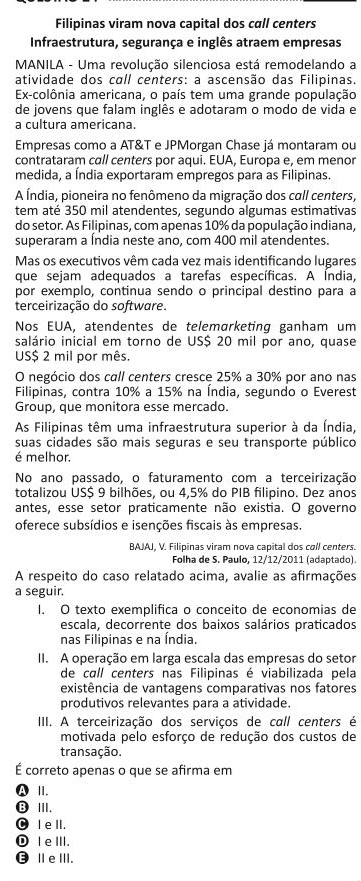 Filipinas viram nova capital dos call centers
Infraestrutura, segurança e inglês atraem empresas
MANILA - Uma revolução silenciosa está remodelando a
atividade dos call centers: a ascensão das Filipinas.
Ex-colônia americana, o país tem uma grande população
de jovens que falam inglês e adotaram o modo de vida e
a cultura americana.
Empresas como a AT&T e JPMorgan Chase já montaram ou
contrataram call centers por aqui. EUA, Europa e, em menor
medida, a Índia exportaram empregos para as Filipinas.
A Índia, pioneira no fenômeno da migração dos call centers,
tem até 350 mil atendentes, segundo algumas estimativas
do setor. As Filipinas, com apenas 10% da população indiana,
superaram a Índia neste ano, com 400 mil atendentes.
Mas os executivos vêm cada vez mais identificando lugares
que sejam adequados a tarefas específicas. A Índia,
por exemplo, continua sendo o principal destino para a
terceirização do software.
Nos EUA, atendentes de telemarketing ganham um
salário inicial em torno de US$ 20 mil por ano, quase
US$ 2 mil por mês.
O negócio dos call centers cresce 25% a 30% por ano nas
Filipinas, contra 10% a 15% na Índia, segundo o Everest
Group, que monitora esse mercado.
As Filipinas têm uma infraestrutura superior à da Índia,
suas cidades são mais seguras e seu transporte público
é melhor.
No ano passado, o faturamento com a terceirização
totalizou US$ 9 bilhões, ou 4,5% do PIB filipino. Dez anos
antes, esse setor praticamente não existia. O governo
oferece subsídios e isenções fiscais às empresas.
BAJAJ, V. Filipinas viram nova capital dos call centers.
Folha de S. Paulo, 12/12/2011 (adaptado).
A respeito do caso relatado acima, avalie as afirmações
a seguir.
I. O texto exemplifica o conceito de economias de
escala, decorrente dos baixos salários praticados
nas Filipinas e na Índia.
II. A operação em larga escala das empresas do setor
de call centers nas Filipinas é viabilizada pela
existência de vantagens comparativas nos fatores
produtivos relevantes para a atividade.
III. A terceirização dos serviços de call centers é
motivada pelo esforço de redução dos custos de
transação.
É correto apenas o que se afirma em
A II.
B III.
C I e II.
D I e III.
E II e III.